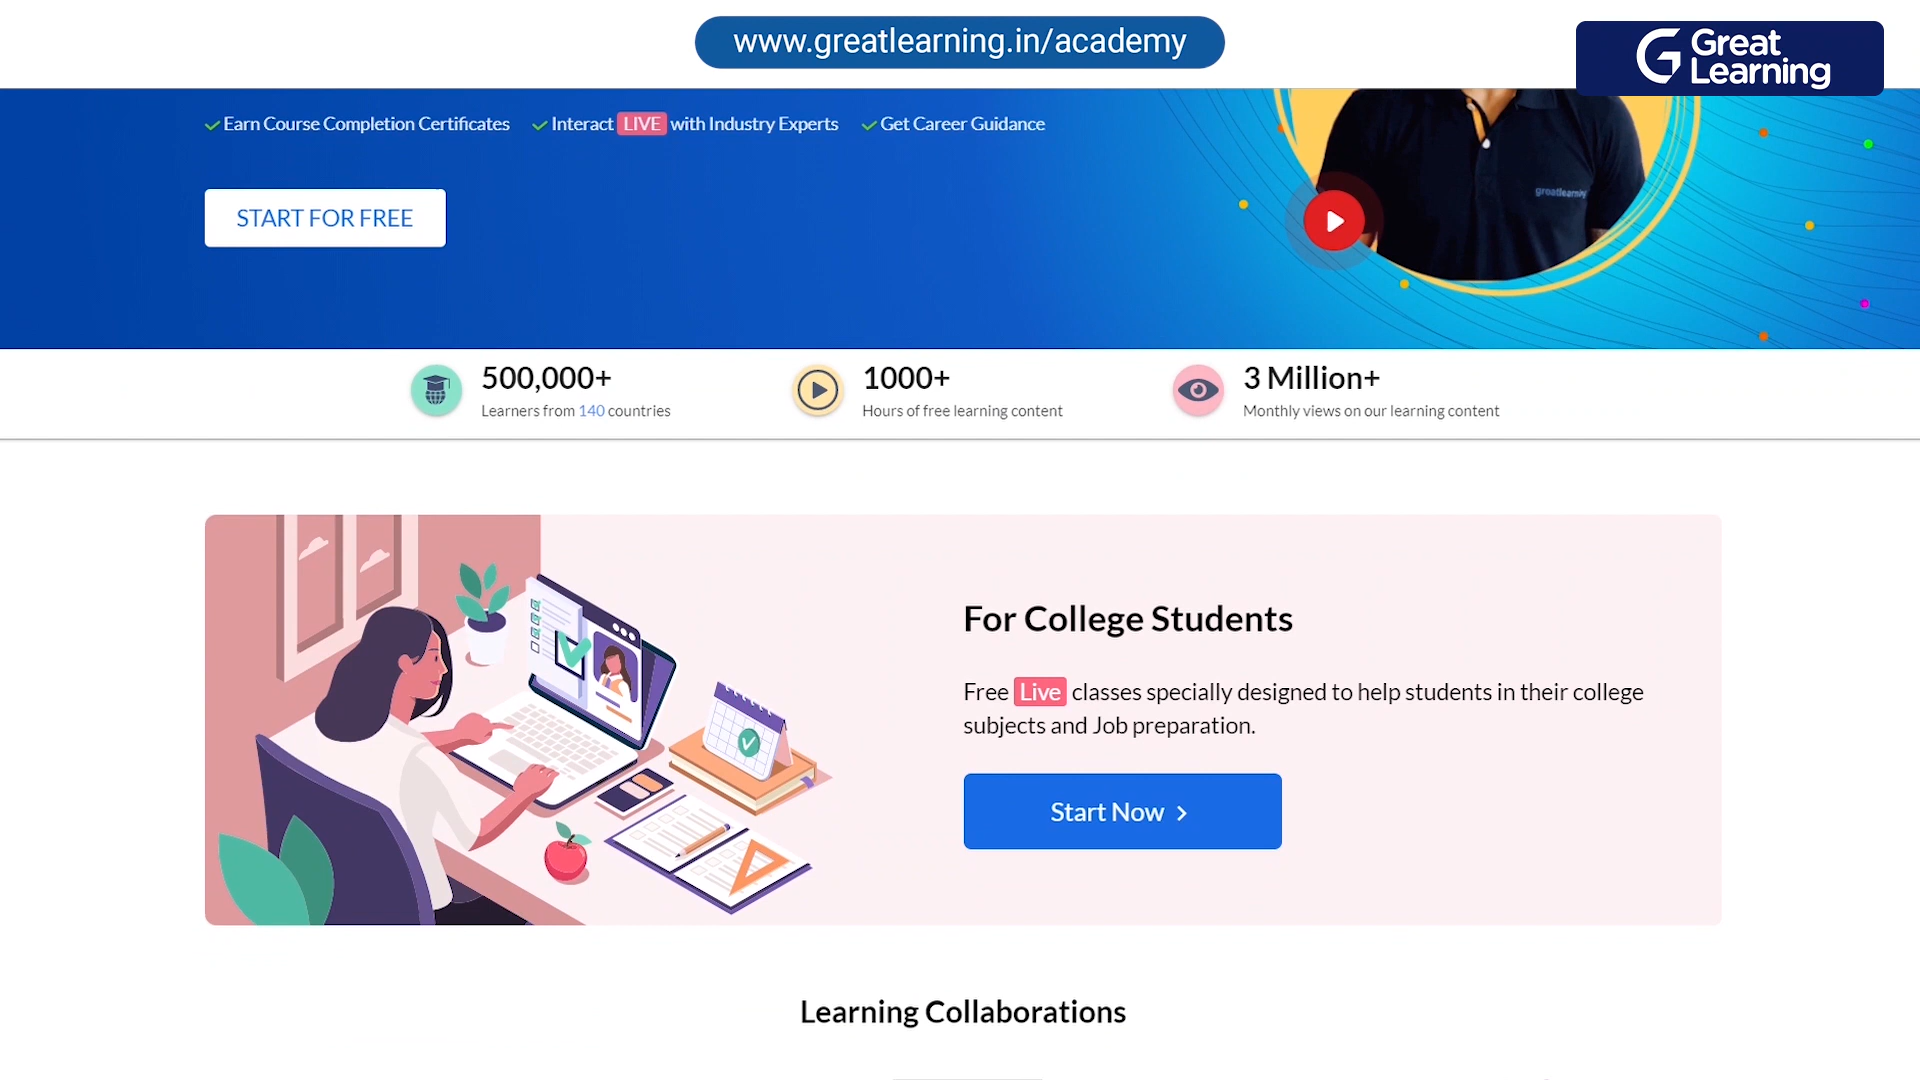 www.greatlearning.in/academy
Great
Learning
Earn Course Completion Certificates Interact LIVE with Industry Experts Get Career Guidance
greatlearning
START FOR FREE
500,000+
Learners from 140 countries
1000+
Hours of free learning content
3 Million+
Monthly views on our learning content
For College Students
Free Live classes specially designed to help students in their college
subjects and Job preparation.
Start Now
Learning Collaborations